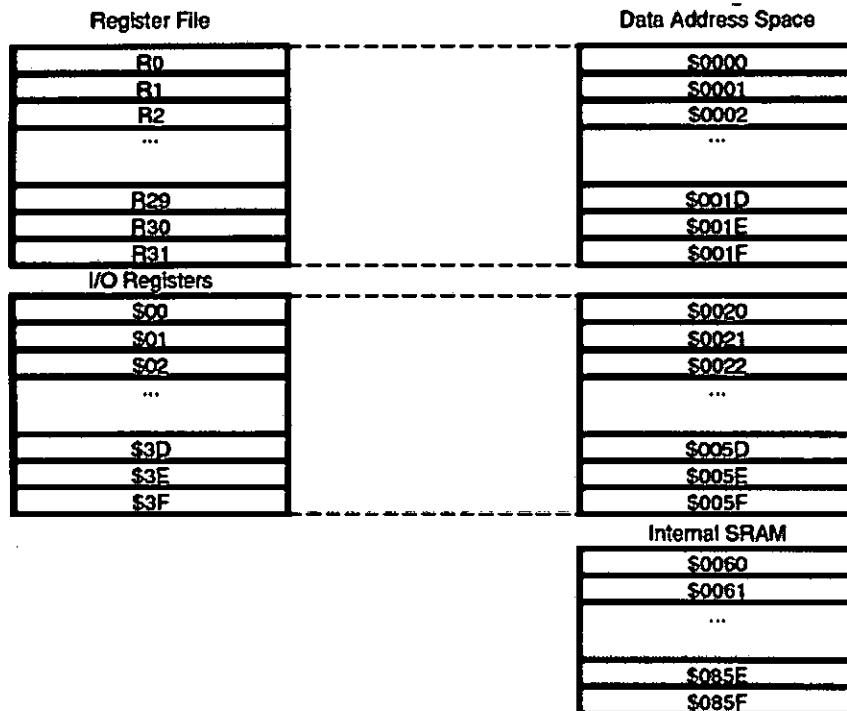 Register File
Data Address Space
R0
$0000
R1
$0001
R2
$0002
...
...
R29
$001D
R30
$001E
R31
$001F
I/O Registers
$00
$0020
$01
$0021
$02
$0022
...
...
$3D
$005D
$3E
$005E
$3F
$005F
Internal SRAM
$0060
$0061
...
$085E
$085F